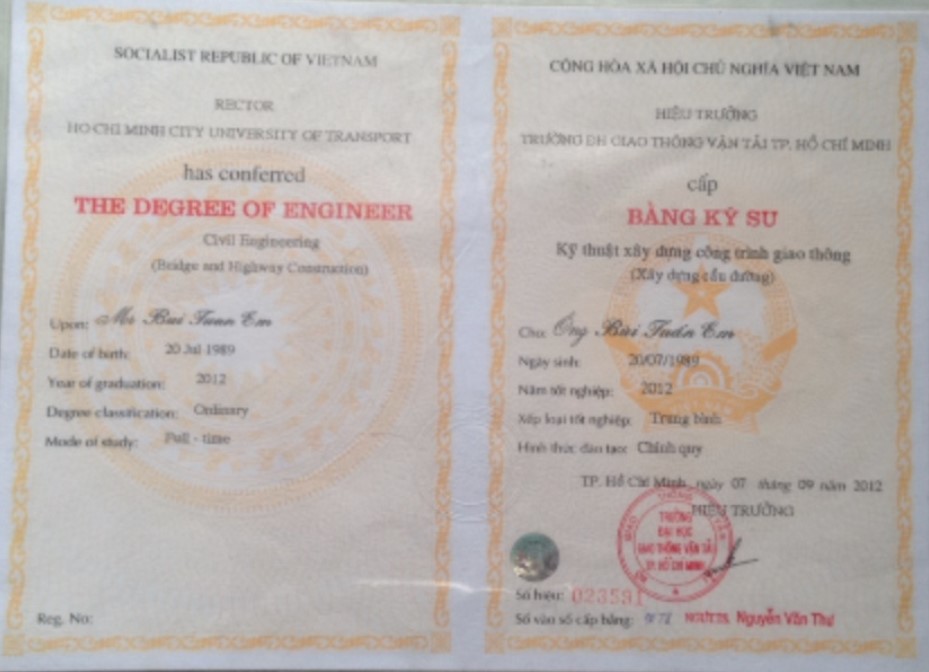 SOCIALIST REPUBLIC OF VIETNAM
RECTOR
HO CHI MINH CITY UNIVERSITY OF TRANSPORT
has conferred
THE DEGREE OF ENGINEER
Civil Engineering
(Bridge and Highway Construction)
Upon: Mr Bui Tuan Em
Date of birth: 20 Jul 1989
Year of graduation: 2012
Degree classification: Ordinary
Mode of study: Full - time
Reg. No:
CỘNG HÒA XÃ HỘI CHỦ NGHĨA VIỆT NAM
HIỆU TRƯỞNG
TRƯỜNG ĐH GIAO THÔNG VẬN TẢI TP. HỒ CHÍ MINH
cấp
BẰNG KỸ SƯ
Kỹ thuật xây dựng công trình giao thông
(Xây dựng cầu đường)
Cho: Ông Bùi Tuấn Em
Ngày sinh: 20/07/1989
Năm tốt nghiệp: 2012
Xếp loại tốt nghiệp: Trung bình
Hình thức đào tạo: Chính quy
TP. Hồ Chí Minh, ngày 07 tháng 09 năm 2012
HIỆU TRƯỞNG
TRƯỜNG
ĐẠI HỌC
GIAO THÔNG VẬN TẢI
TP. HỒ CHÍ MINH
Số hiệu: 023591
Số vào sổ cấp bằng:
Nguyễn Văn Thư